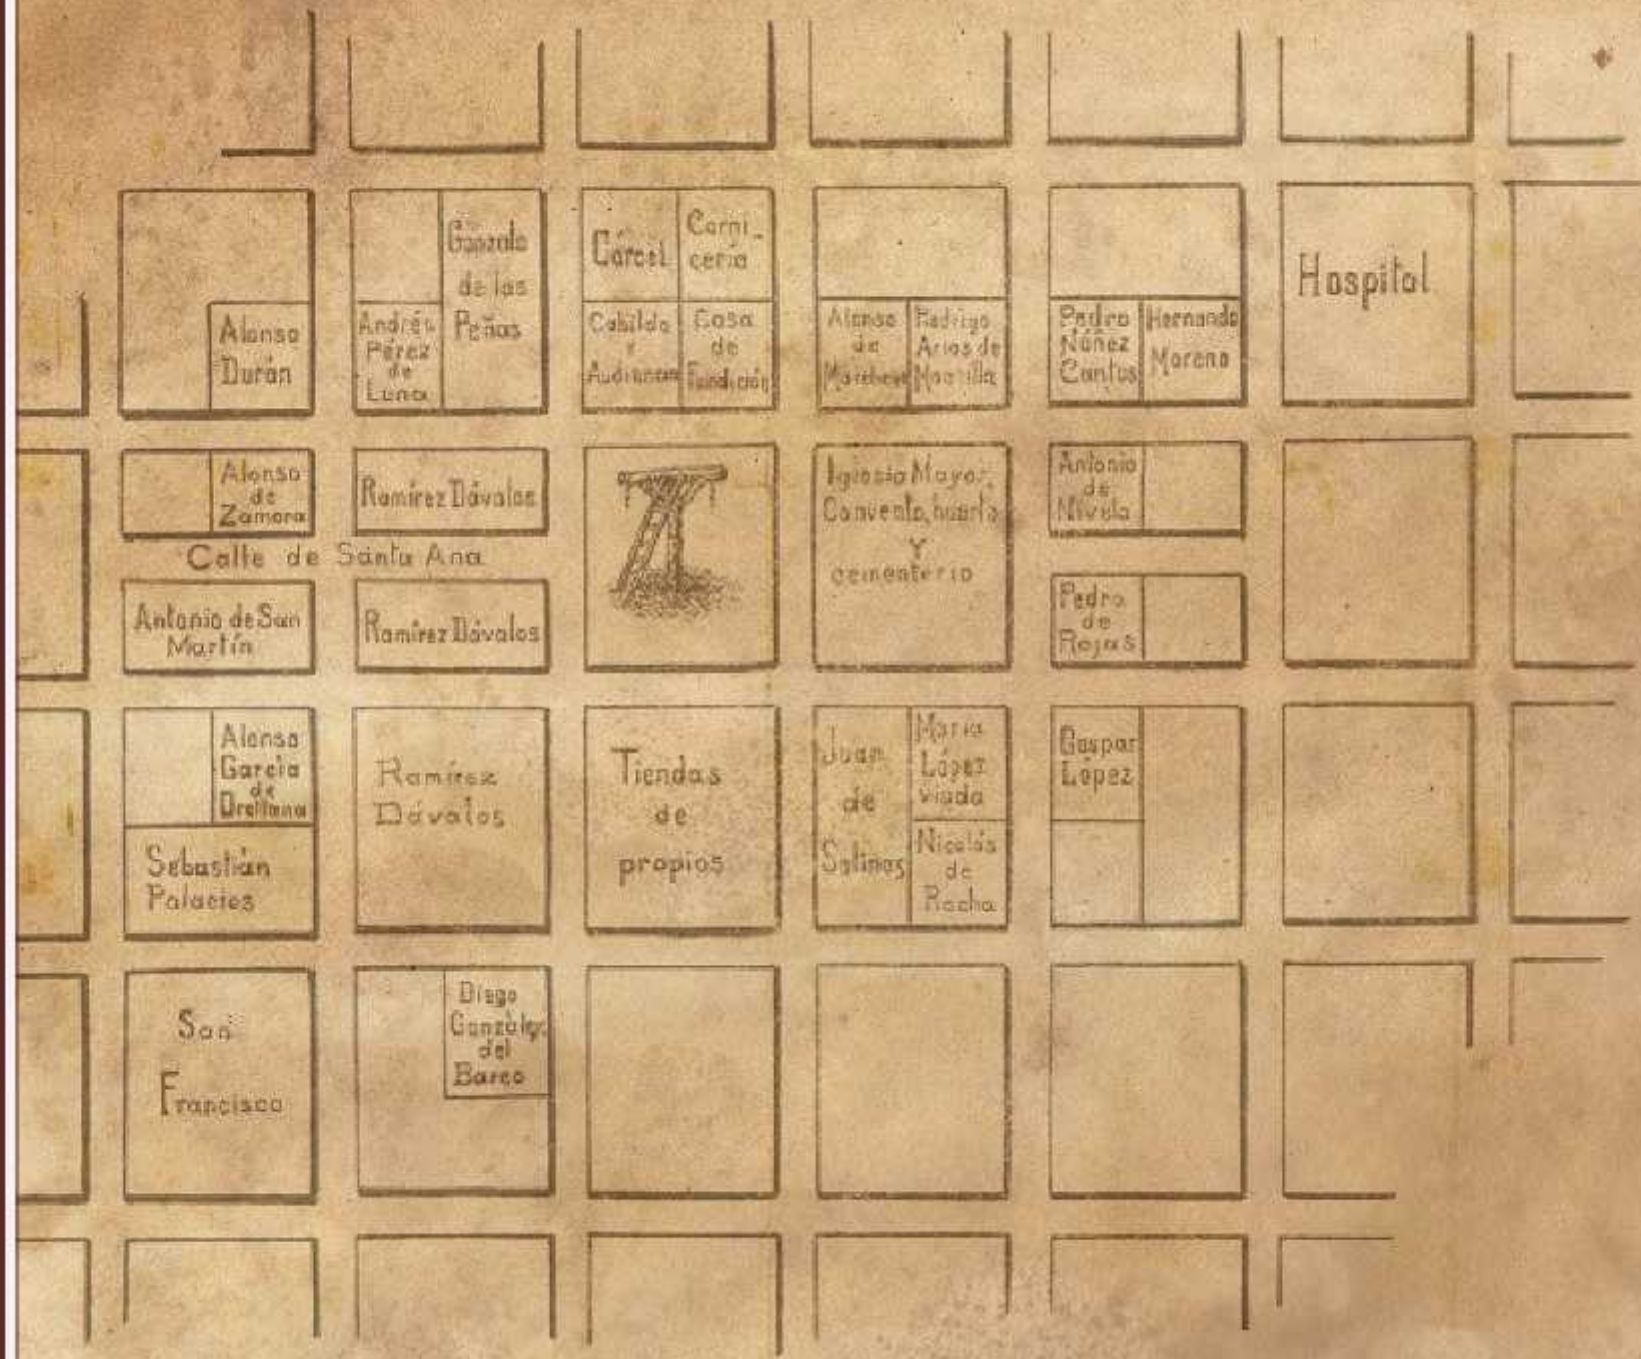 Alonso
Durán
Andrés
Pérez
de
Luna
Gonzalo
de las
Peñas
Cárcel
Carni_
cería
Cabildo
y
Audiencia
Casa
de
Fundición
Alonso
de
Rodrigo
Arias de
Mansilla
Pedro
Núñez
Cantos
Hernando
Moreno
Hospital
Alonso
de
Zamora
Ramírez Dávalos
Calle de Santa Ana
Antonio de San
Martín
Ramírez Dávalos
Iglesia Mayor,
Convento, huerta
Y
cementerio
Antonio
de
Nivela
Pedro
de
Rojas
Alonso
García
de
Orellana
Sebastián
Palacios
Ramírez
Dávalos
Tiendas
de
propios
Juan
de
Salinas
María
López
viuda
Nicolás
de
Rocha
Gaspar
López
San
Francisco
Diego
González
del
Barco